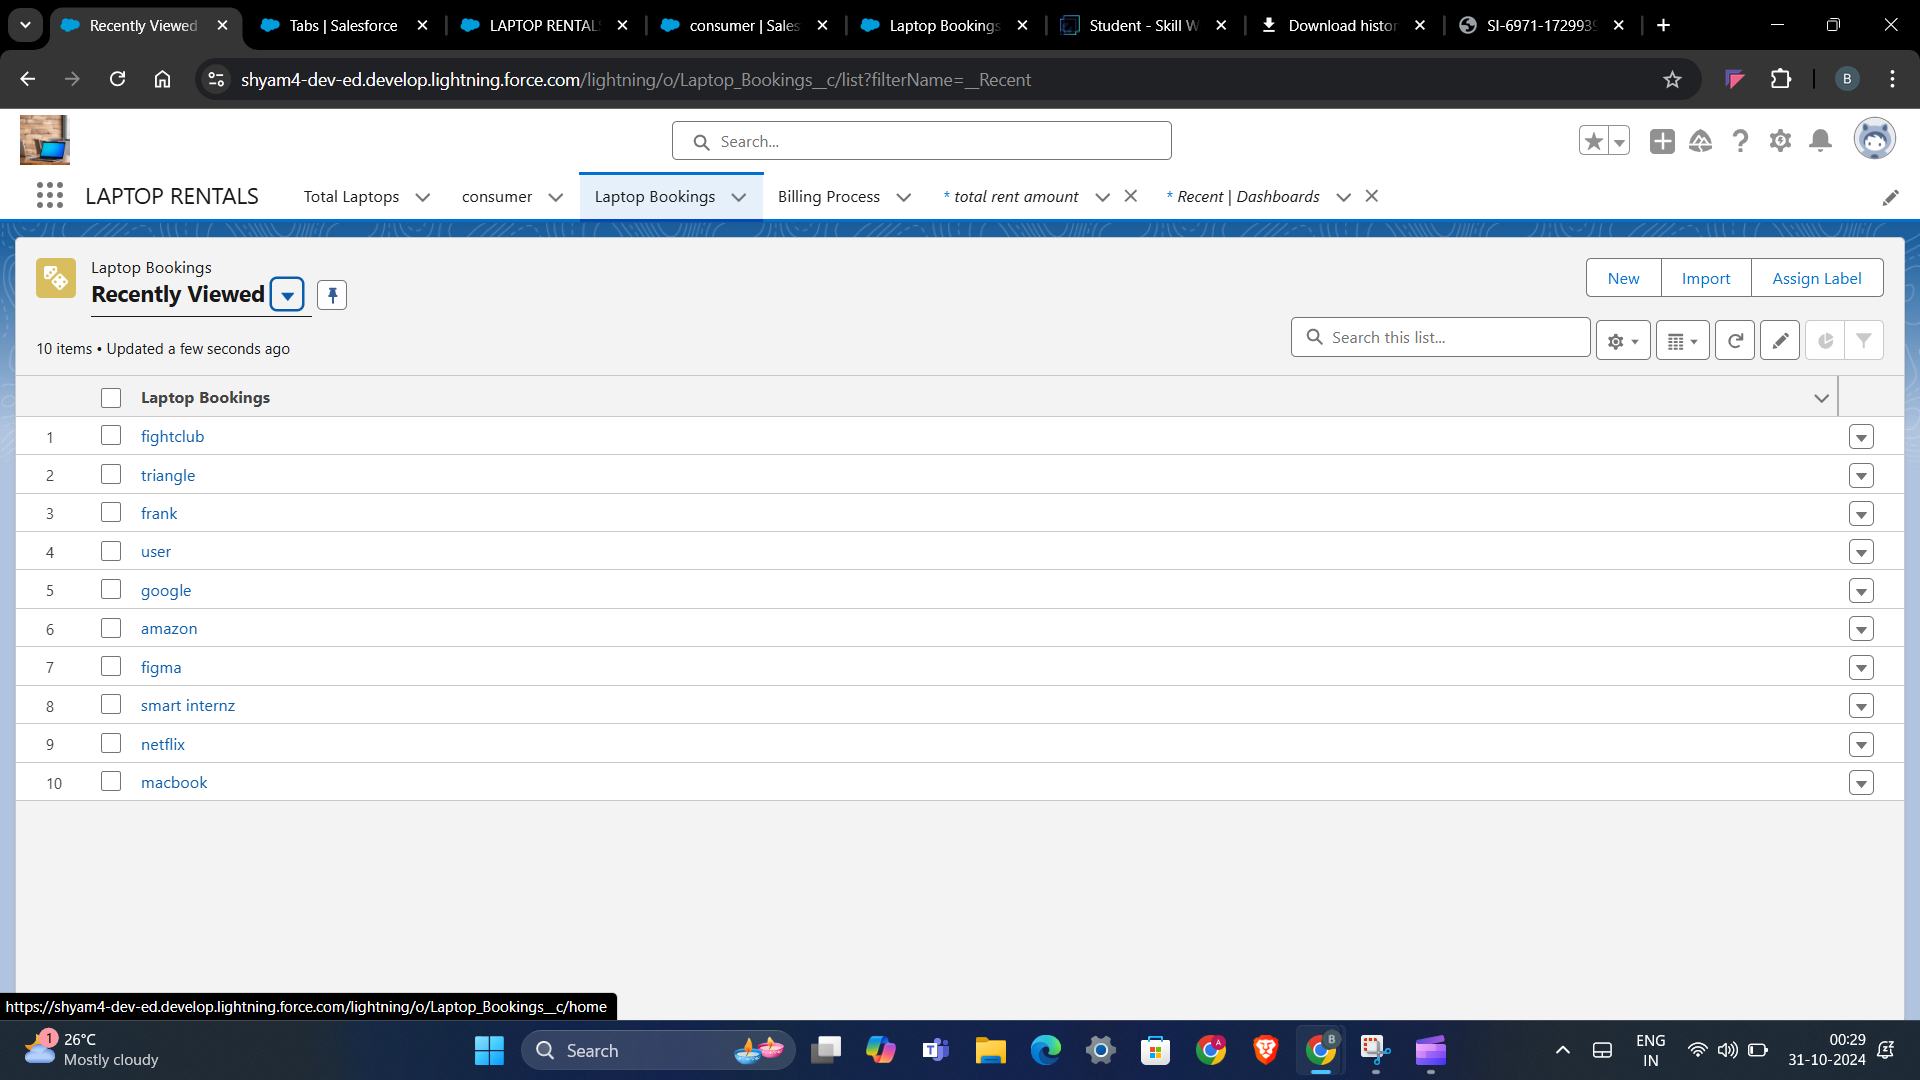 Recently Viewed
Tabs | Salesforce
LAPTOP RENTALS
consumer | Sales
Laptop Bookings
Student - Skill W
Download histor
SI-6971-1729939
shyam4-dev-ed.develop.lightning.force.com/lightning/o/Laptop_Bookings__c/list?filterName=__Recent
B
Search...
LAPTOP RENTALS
Total Laptops
consumer
Laptop Bookings
Billing Process
* total rent amount
* Recent | Dashboards
Laptop Bookings
Recently Viewed
New
Import
Assign Label
10 items • Updated a few seconds ago
Search this list...
Laptop Bookings
1 fightclub
2 triangle
3 frank
4 user
5 google
6 amazon
7 figma
8 smart internz
9 netflix
10 macbook
https://shyam4-dev-ed.develop.lightning.force.com/lightning/o/Laptop_Bookings__c/home
1
26°C
Mostly cloudy
Search
A
B
ENG
IN
00:29
31-10-2024